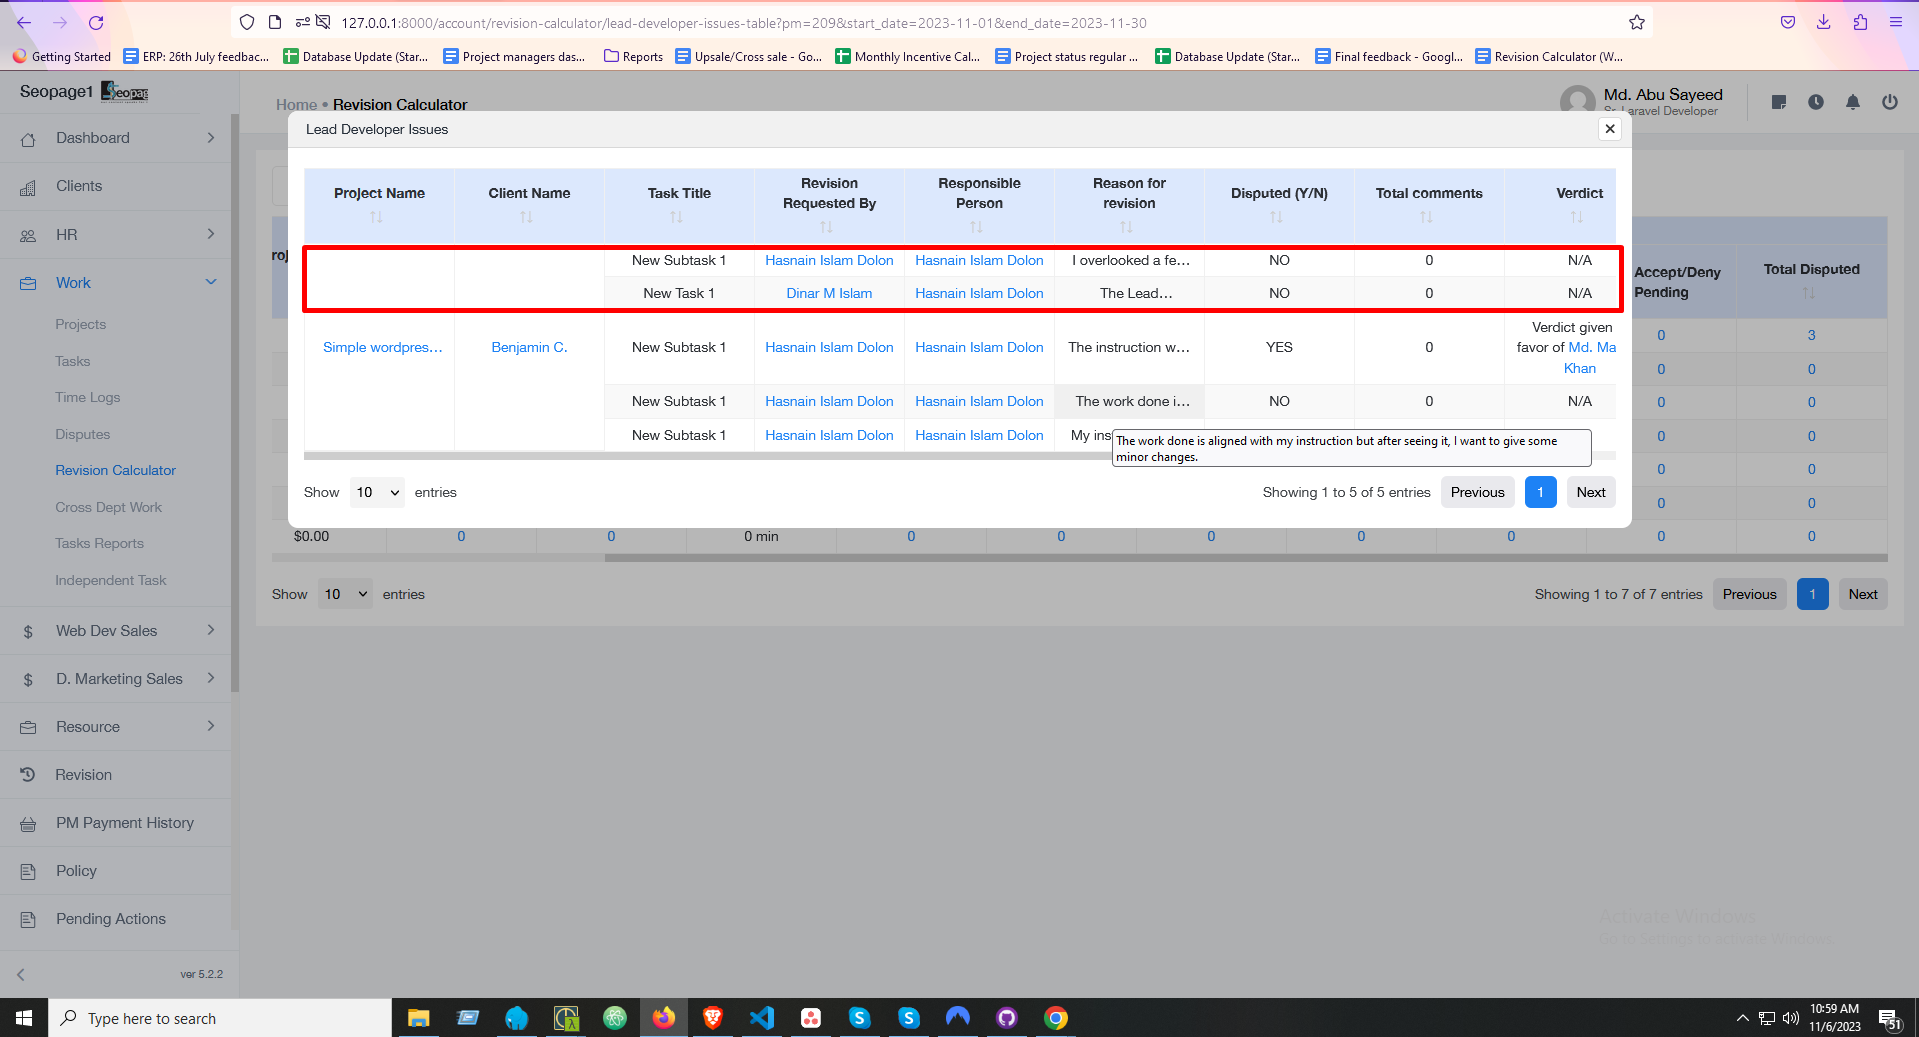 127.0.0.1:8000/account/revision-calculator/lead-developer-issues-table?pm=209&start_date=2023-11-01&end_date=2023-11-30
Getting Started
ERP: 26th July feedbac...
Database Update (Star...
Project managers das...
Reports
Upsale/Cross sale - Go...
Monthly Incentive Cal...
Project status regular ...
Database Update (Star...
Final feedback - Googl...
Revision Calculator (W...
Seopage1
Home • Revision Calculator
Md. Abu Sayeed
Sr. Laravel Developer
Dashboard
Clients
HR
Work
Projects
Tasks
Time Logs
Disputes
Revision Calculator
Cross Dept Work
Tasks Reports
Independent Task
Web Dev Sales
D. Marketing Sales
Resource
Revision
PM Payment History
Policy
Pending Actions
ver 5.2.2
Lead Developer Issues
Project Name
Client Name
Task Title
Revision
Requested By
Responsible
Person
Reason for
revision
Disputed (Y/N)
Total comments
Verdict
New Subtask 1
Hasnain Islam Dolon
Hasnain Islam Dolon
I overlooked a fe...
NO
0
N/A
New Task 1
Dinar M Islam
Hasnain Islam Dolon
The Lead...
NO
0
N/A
Simple wordpres...
Benjamin C.
New Subtask 1
Hasnain Islam Dolon
Hasnain Islam Dolon
The instruction w...
YES
0
Verdict given
favor of Md. Ma
Khan
New Subtask 1
Hasnain Islam Dolon
Hasnain Islam Dolon
The work done i...
NO
0
N/A
New Subtask 1
Hasnain Islam Dolon
Hasnain Islam Dolon
My ins
The work done is aligned with my instruction but after seeing it, I want to give some
minor changes.
Show 10 entries
Showing 1 to 5 of 5 entries
Previous
1
Next
Accept/Deny
Pending
Total Disputed
0 3
0 0
0 0
0 0
0 0
0 0
$0.00 0 0 0 min 0 0 0 0 0 0 0
Show 10 entries
Showing 1 to 7 of 7 entries
Previous
1
Next
Activate Windows
Go to Settings to activate Windows.
Type here to search
10:59 AM
11/6/2023
51